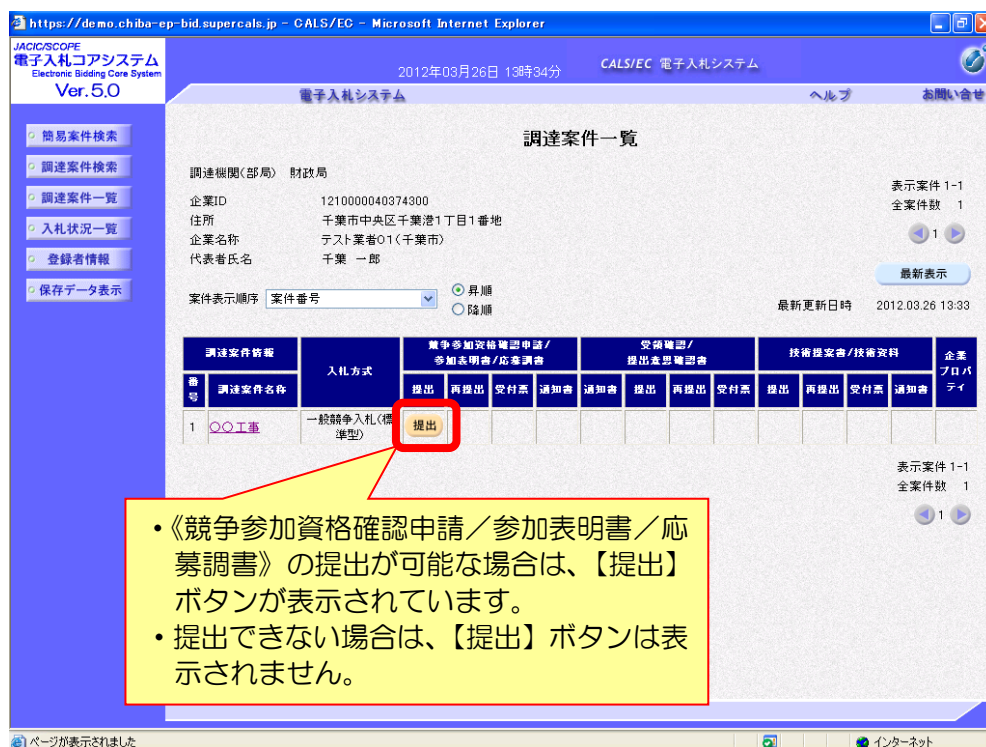 https://demo.chiba-ep-bid.supercals.jp - CALS/EC - Microsoft Internet Explorer
JACIC/SCOPE
電子入札コアシステム
Electronic Bidding Core System
Ver.5.0
2012年03月26日 13時34分
CALS/EC 電子入札システム
電子入札システム
ヘルプ
お問い合せ
簡易案件検索
調達案件検索
調達案件一覧
入札状況一覧
登録者情報
保存データ表示
調達案件一覧
調達機関(部局) 財政局
表示案件 1-1
全案件数 1
1
企業ID 1210000040374300
住所 千葉市中央区千葉港1丁目1番地
企業名称 テスト業者01(千葉市)
代表者氏名 千葉 一郎
最新表示
案件表示順序 案件番号
昇順
降順
最新更新日時 2012.03.26 13:33
調達案件情報
入札方式
競争参加資格確認申請/
参加表明書/応募調書
受領確認/
提出意思確認書
技術提案書/技術資料
企業
プロパ
ティ
番号 調達案件名称 提出 再提出 受付票 通知書 通知書 提出 再提出 受付票 提出 再提出 受付票 通知書
1 〇〇工事 一般競争入札(標準型) 提出
表示案件 1-1
全案件数 1
1
・《競争参加資格確認申請／参加表明書／応
募調書》の提出が可能な場合は、【提出】
ボタンが表示されています。
・提出できない場合は、【提出】ボタンは表
示されません。
ページが表示されました
インターネット